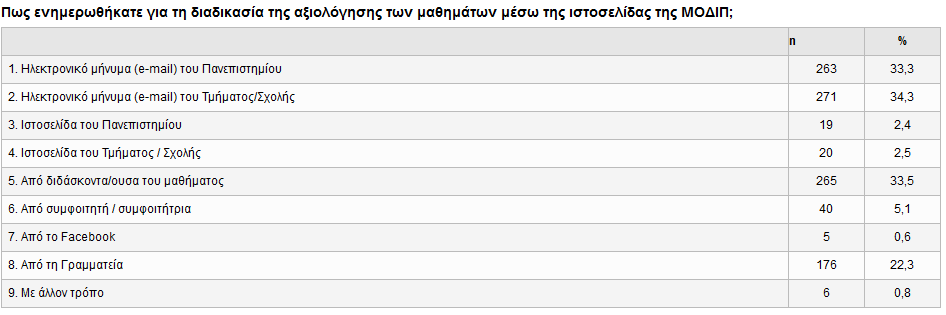 Πως ενημερωθήκατε για τη διαδικασία της αξιολόγησης των μαθημάτων μέσω της ιστοσελίδας της ΜΟΔΙΠ;
n %
1. Ηλεκτρονικό μήνυμα (e-mail) του Πανεπιστημίου 263 33,3
2. Ηλεκτρονικό μήνυμα (e-mail) του Τμήματος/Σχολής 271 34,3
3. Ιστοσελίδα του Πανεπιστημίου 19 2,4
4. Ιστοσελίδα του Τμήματος / Σχολής 20 2,5
5. Από διδάσκοντα/ουσα του μαθήματος 265 33,5
6. Από συμφοιτητή / συμφοιτήτρια 40 5,1
7. Από το Facebook 5 0,6
8. Από τη Γραμματεία 176 22,3
9. Με άλλον τρόπο 6 0,8